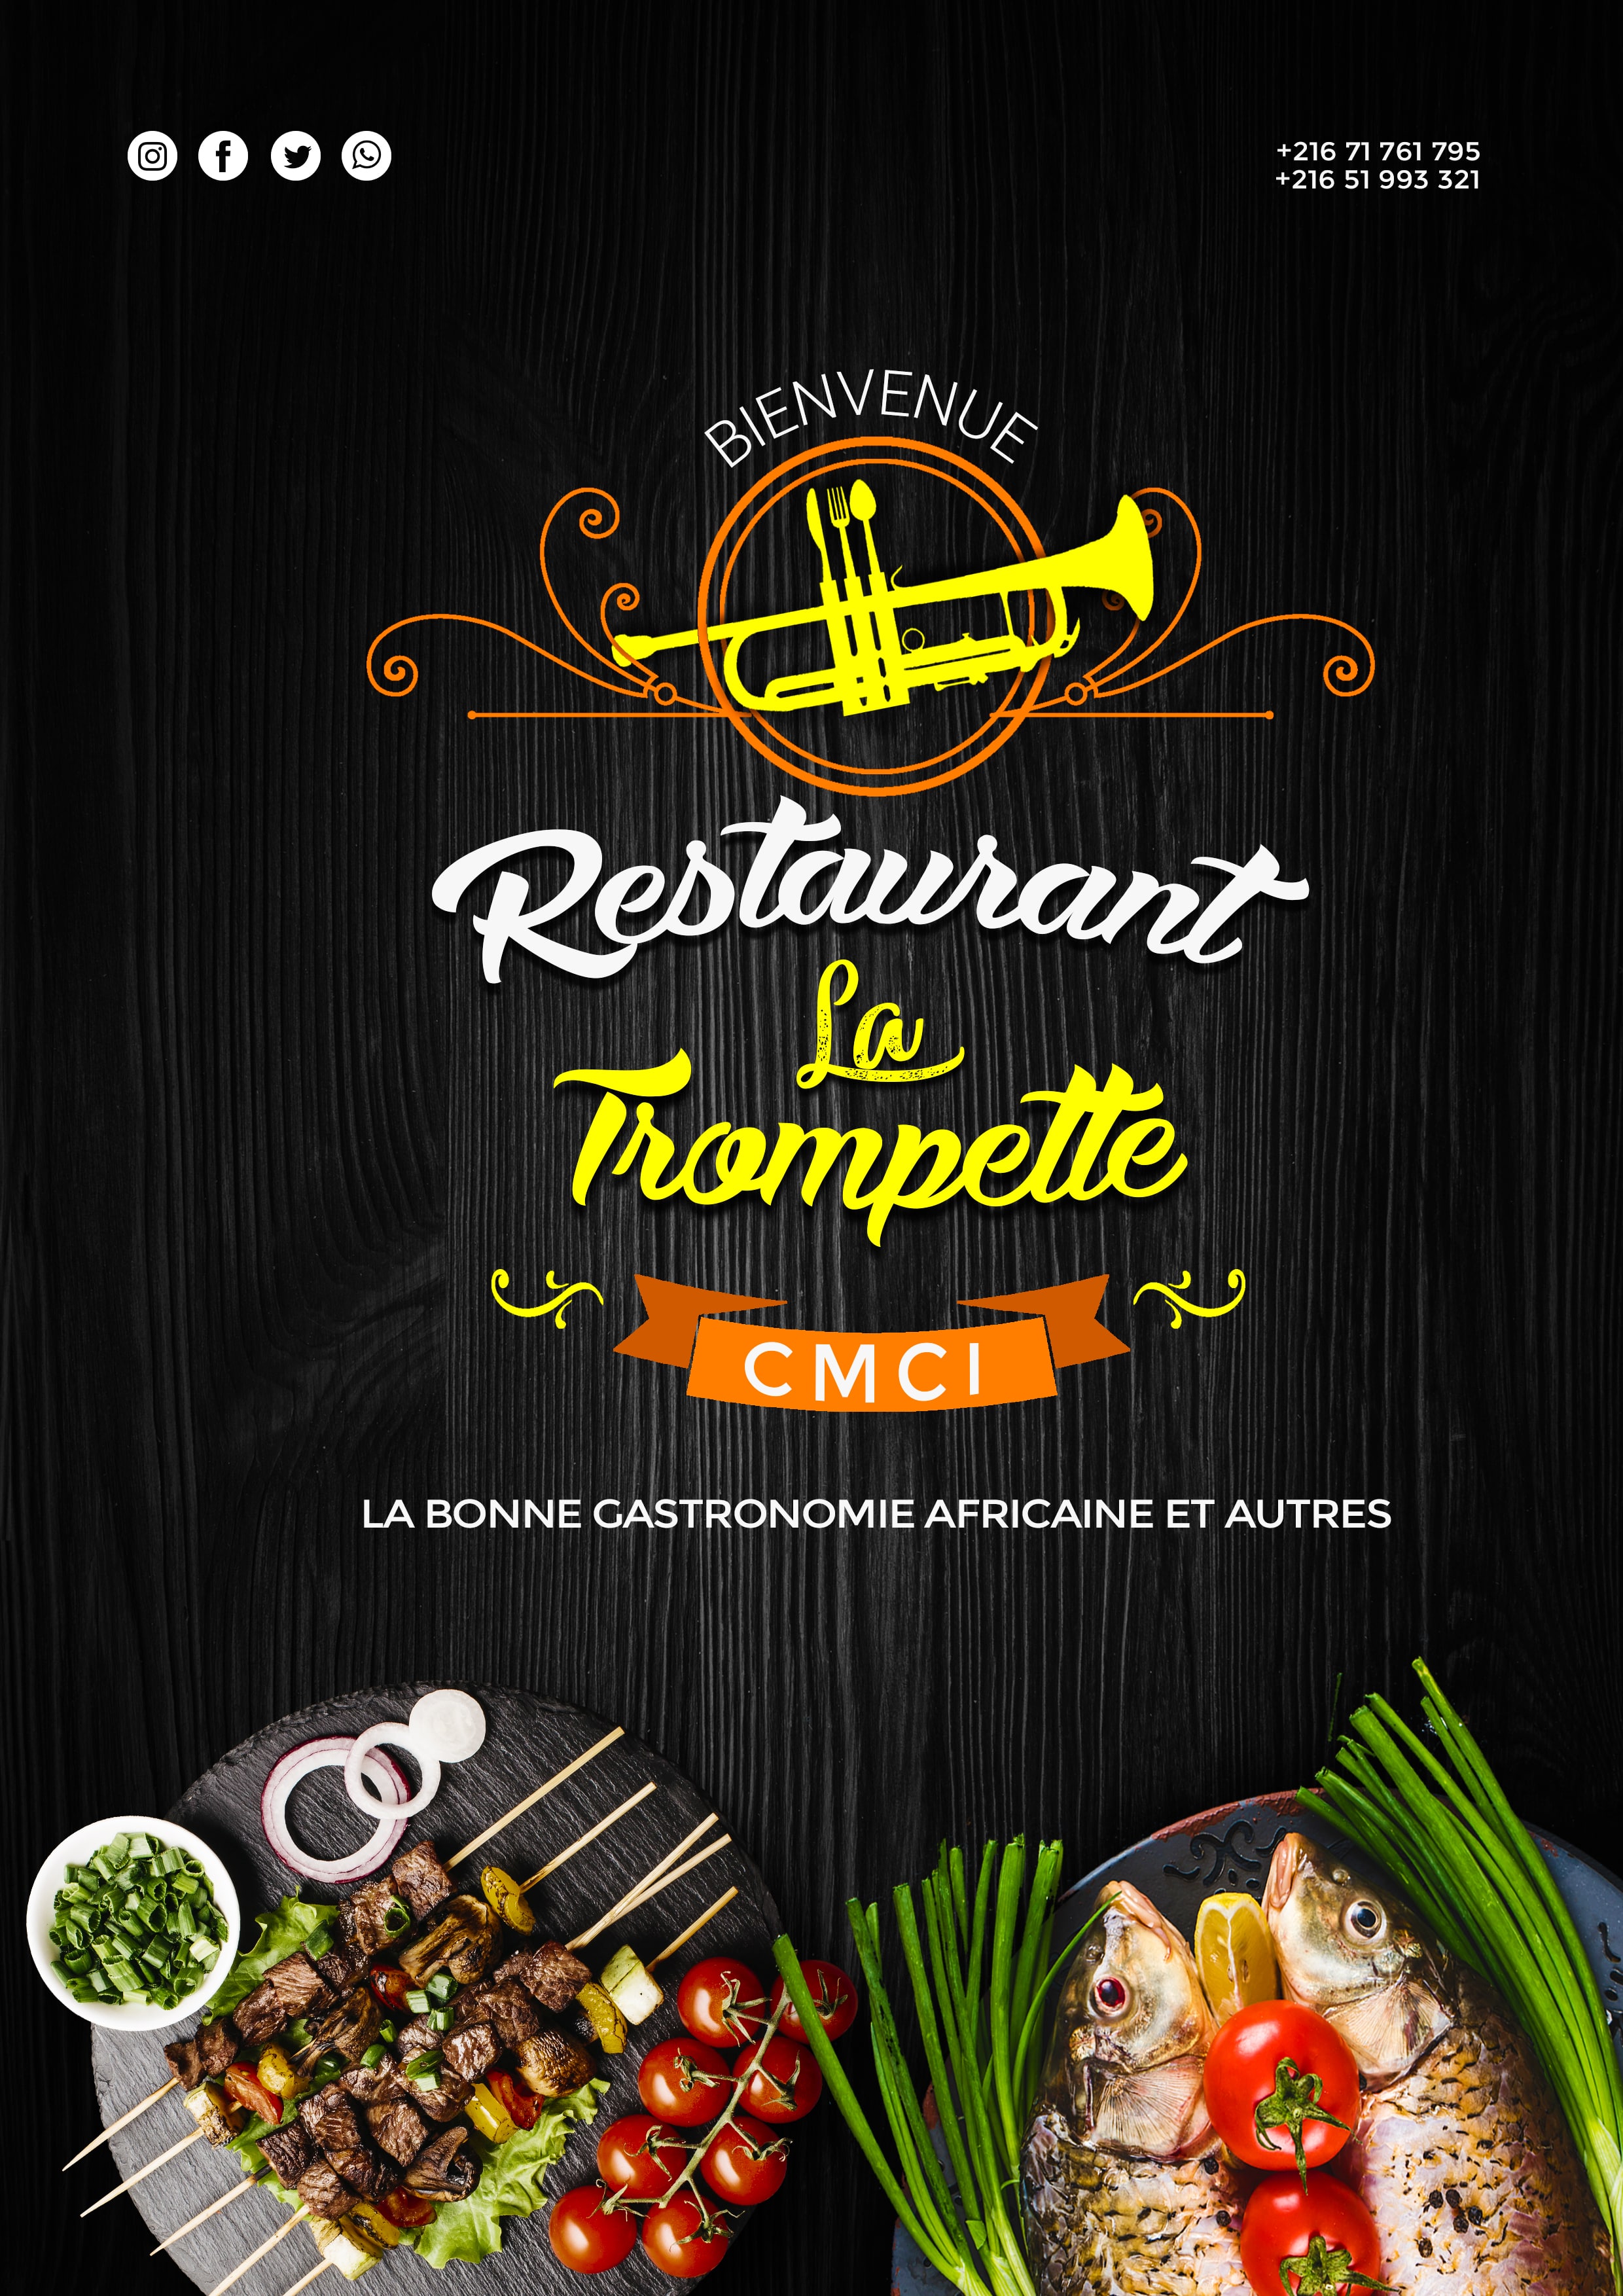 +216 71 761 795
+216 51 993 321
BIENVENUE
Restaurant
La
Trompette
CMCI
LA BONNE GASTRONOMIE AFRICAINE ET AUTRES